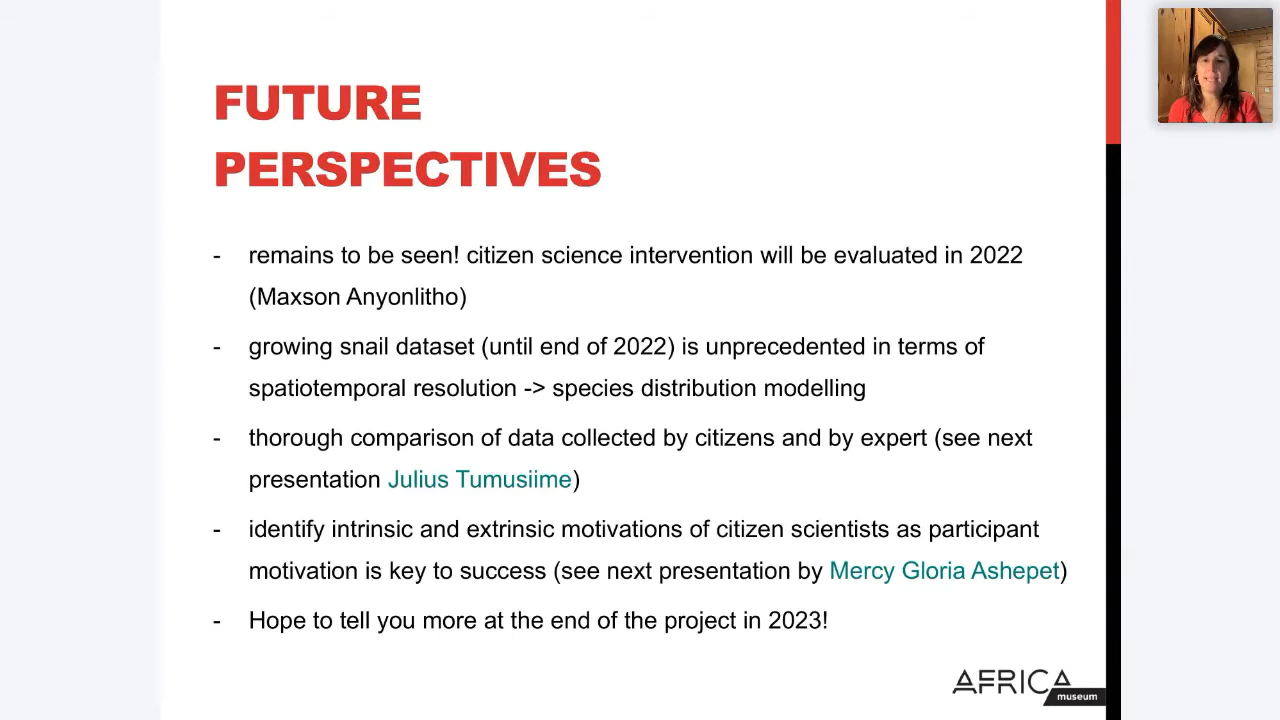 FUTURE
PERSPECTIVES
- remains to be seen! citizen science intervention will be evaluated in 2022
(Maxson Anyonlitho)
- growing snail dataset (until end of 2022) is unprecedented in terms of
spatiotemporal resolution -> species distribution modelling
- thorough comparison of data collected by citizens and by expert (see next
presentation Julius Tumusiime)
- identify intrinsic and extrinsic motivations of citizen scientists as participant
motivation is key to success (see next presentation by Mercy Gloria Ashepet)
- Hope to tell you more at the end of the project in 2023!
AFRICA
museum